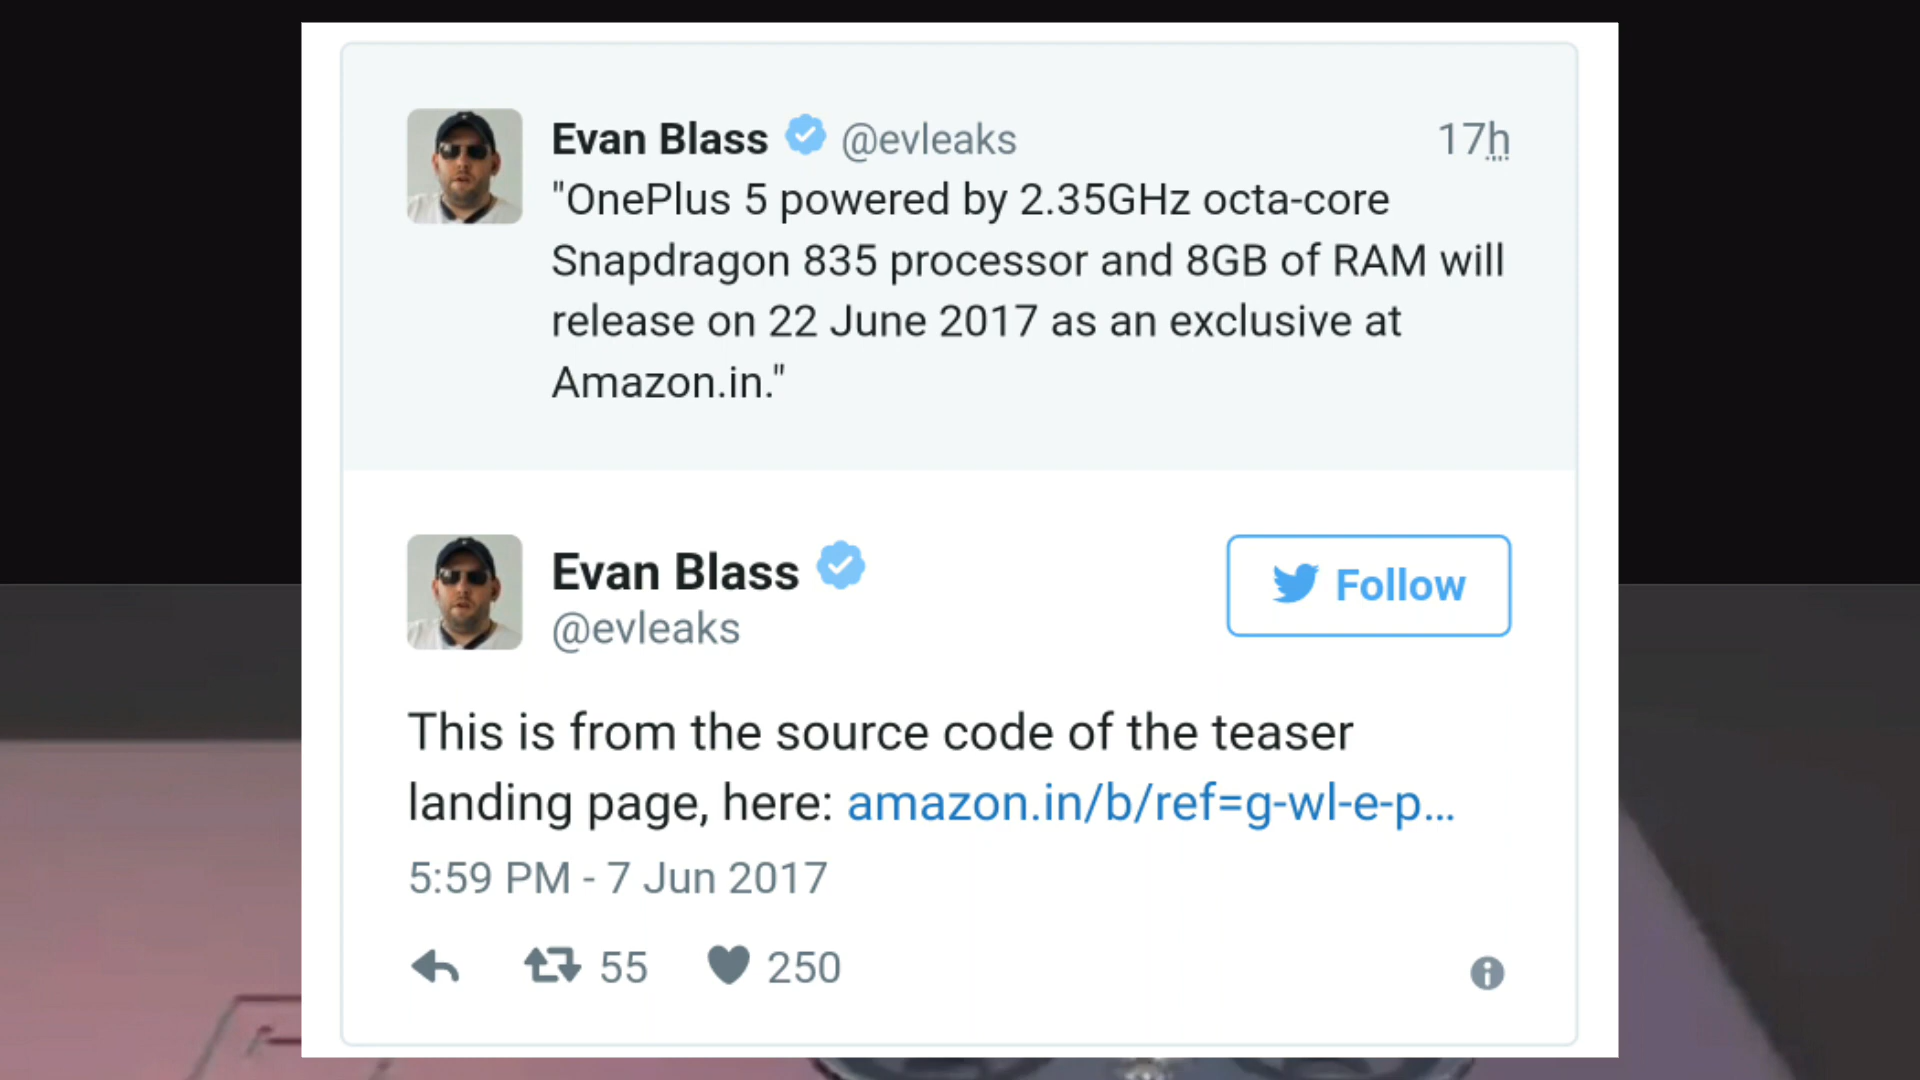 Evan Blass @evleaks 17h
"OnePlus 5 powered by 2.35GHz octa-core
Snapdragon 835 processor and 8GB of RAM will
release on 22 June 2017 as an exclusive at
Amazon.in."
Evan Blass
@evleaks
Follow
This is from the source code of the teaser
landing page, here: amazon.in/b/ref=g-wl-e-p...
5:59 PM - 7 Jun 2017
55 250